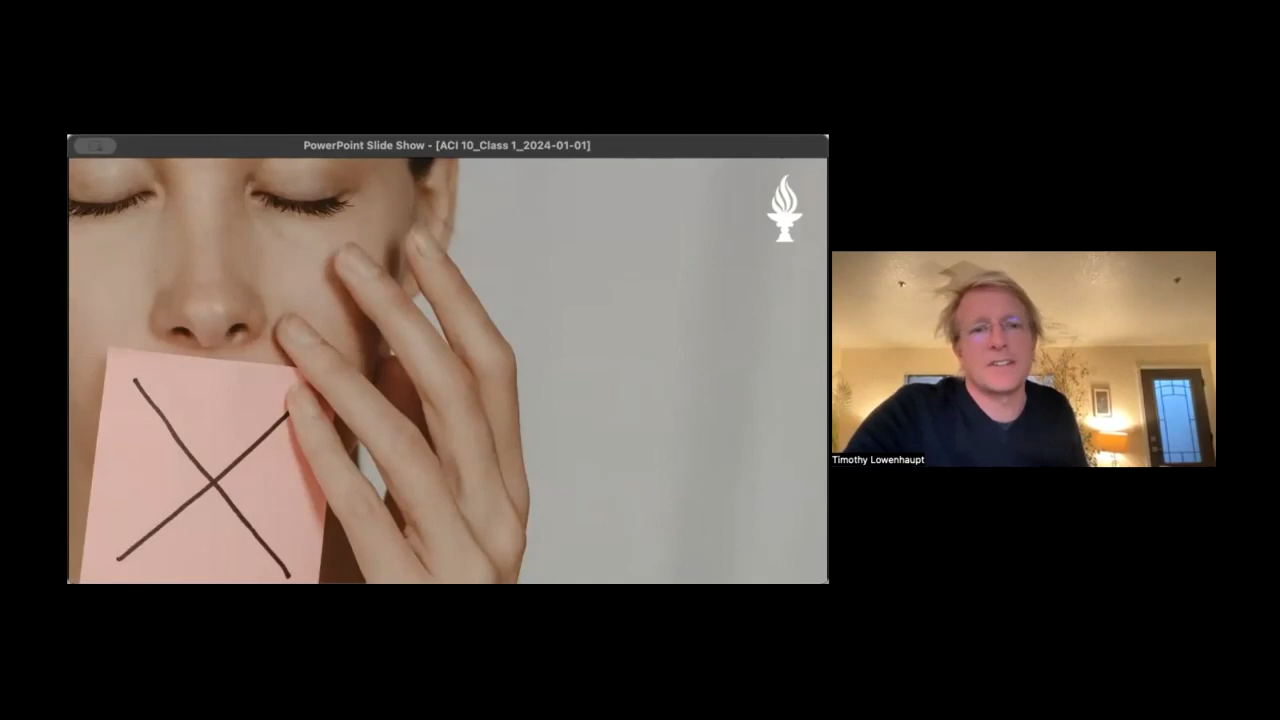 PowerPoint Slide Show - [ACI 10_Class 1_2024-01-01]
Timothy Lowenhaupt